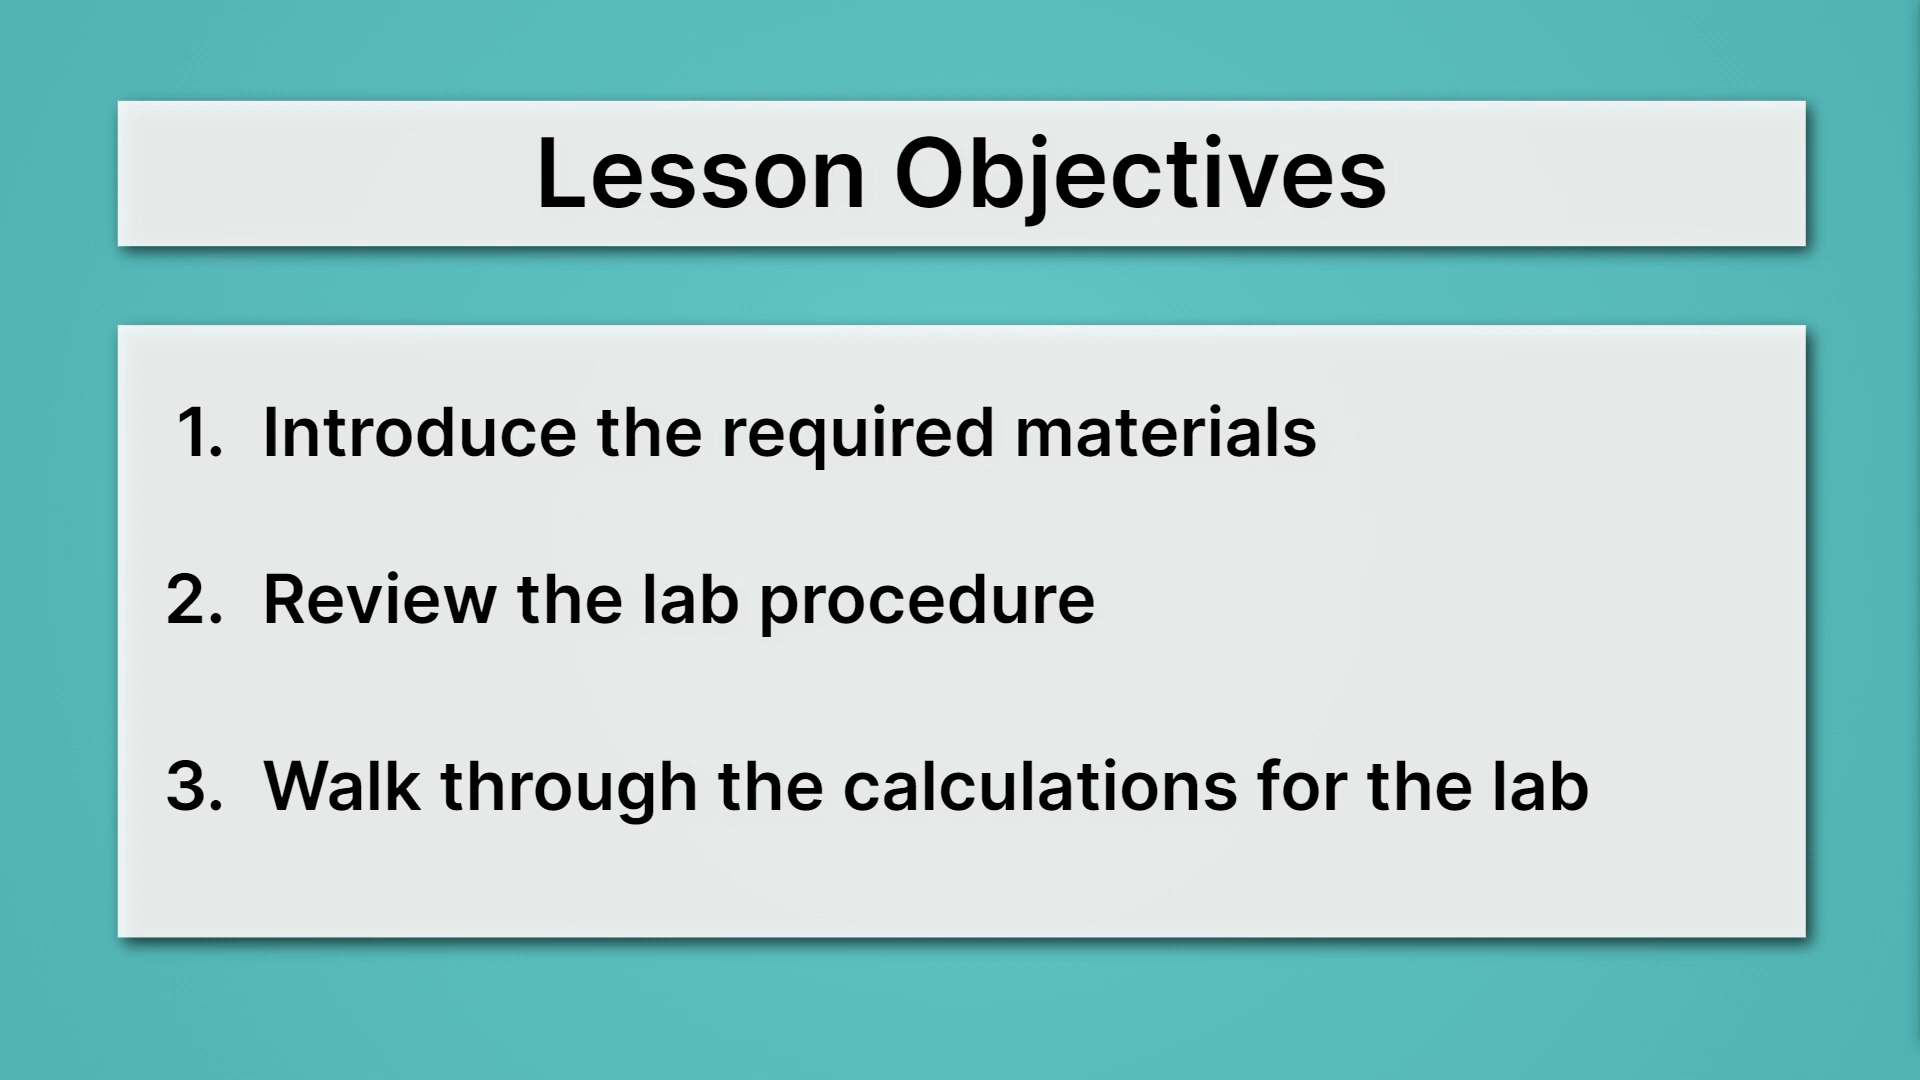 Lesson Objectives
1. Introduce the required materials
2. Review the lab procedure
3. Walk through the calculations for the lab